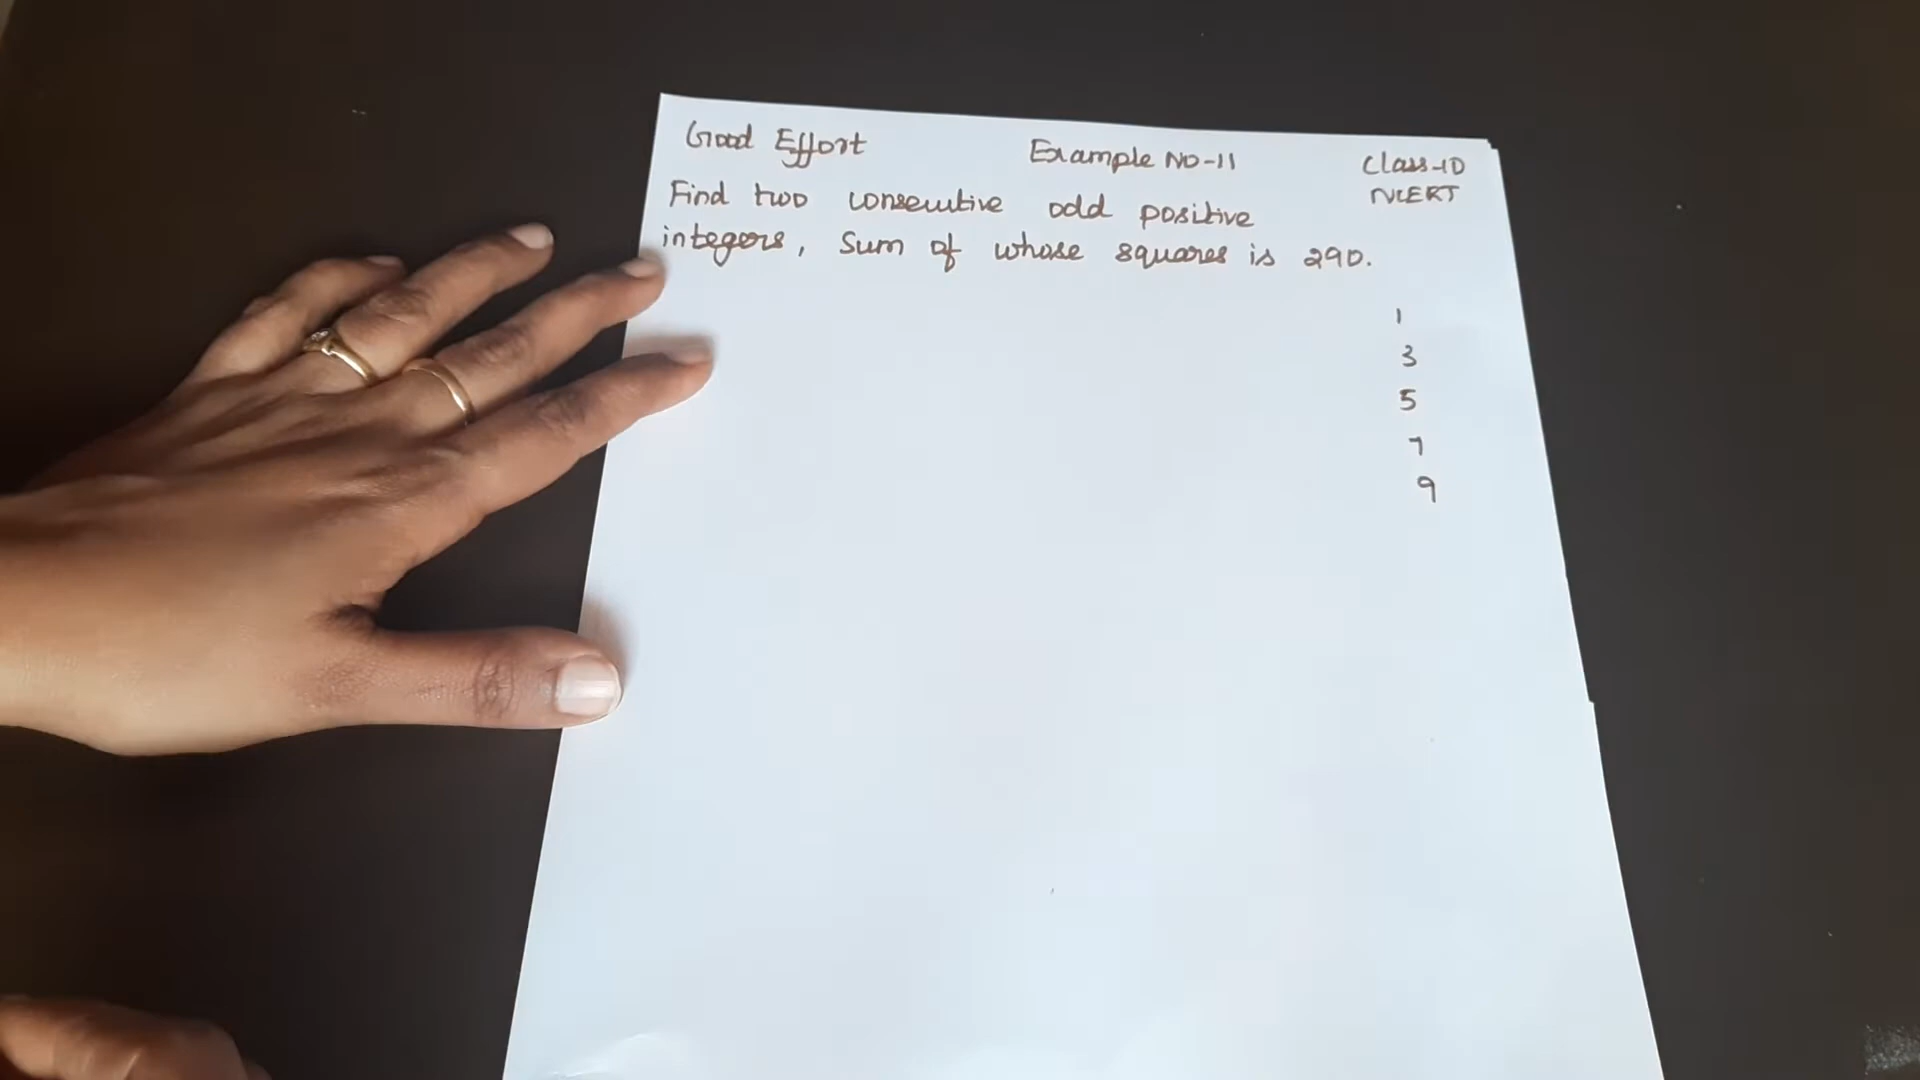 Good Effort Example No-11 Class-10
NCERT
Find two consecutive odd positive
integers, Sum of whose squares is 290.
1
3
5
7
9